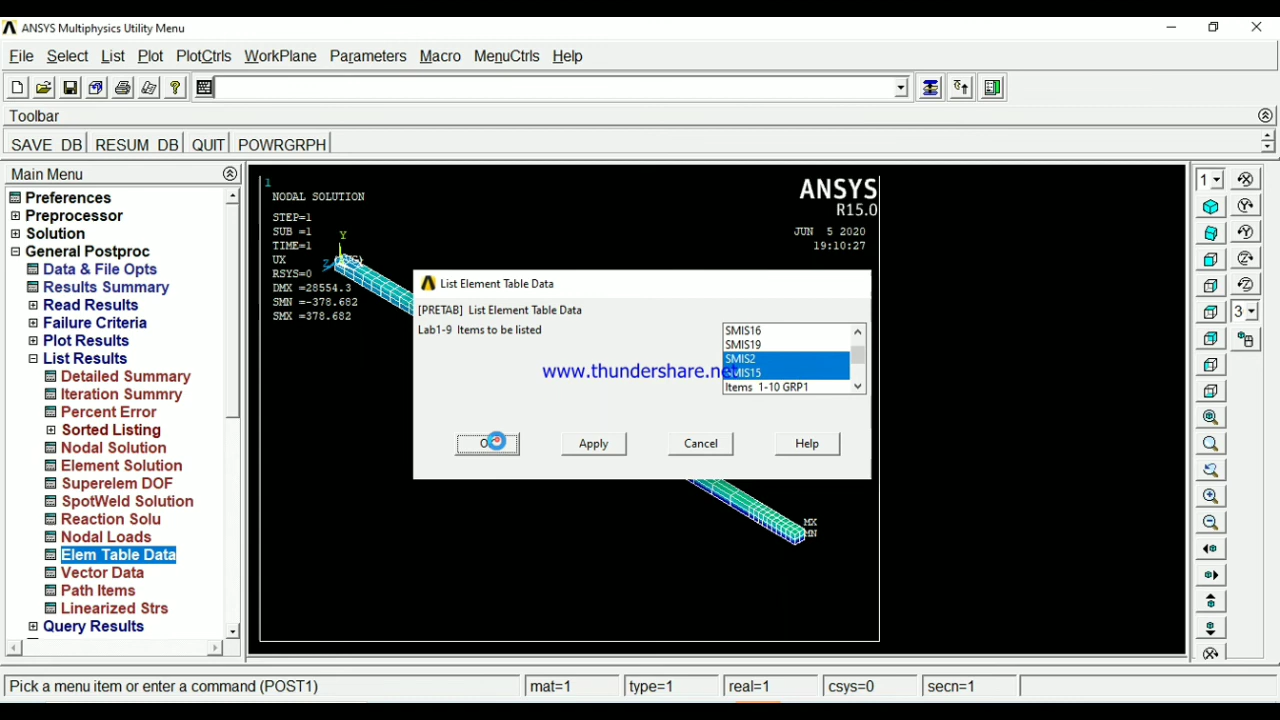 ANSYS Multiphysics Utility Menu
File Select List Plot PlotCtrls WorkPlane Parameters Macro MenuCtrls Help
Toolbar
SAVE_DB RESUM_DB QUIT POWRGRPH
Main Menu
Preferences
Preprocessor
Solution
General Postproc
Data & File Opts
Results Summary
Read Results
Failure Criteria
Plot Results
List Results
Detailed Summary
Iteration Summry
Percent Error
Sorted Listing
Nodal Solution
Element Solution
Superelem DOF
SpotWeld Solution
Reaction Solu
Nodal Loads
Elem Table Data
Vector Data
Path Items
Linearized Strs
Query Results
1
NODAL SOLUTION
STEP=1
SUB =1
TIME=1
UX (AVG)
RSYS=0
DMX =28554.3
SMN =-378.682
SMX =378.682
Y
Z
ANSYS
R15.0
JUN 5 2020
19:10:27
List Element Table Data
[PRETAB] List Element Table Data
Lab1-9 Items to be listed
SMIS16
SMIS19
SMIS2
SMIS15
Items 1-10 GRP1
www.thundershare.net
Apply
Cancel
Help
MX
MN
1
3
Pick a menu item or enter a command (POST1)
mat=1
type=1
real=1
csys=0
secn=1